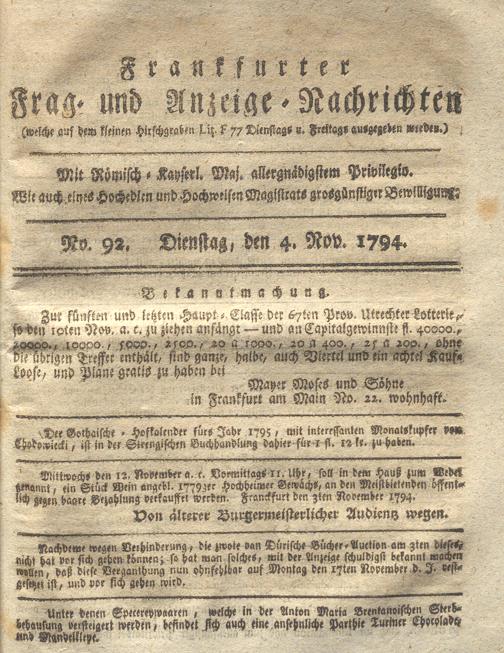 Frankfurter
Frag- und Anzeige-Nachrichten
(welche auf dem kleinen Hirschgraben Lit. F 77 Dienstags u. Freitags ausgegeben werden.)
Mit Römisch-Kayserl. Maj. allergnädigstem Privilegio.
Wie auch eines Hochedlen und Hochweisen Magistrats grosgünstiger Bewilligung.
No. 92. Dienstag, den 4. Nov. 1794.
Bekanntmachung.
Zur fünften und letzten Haupt-Classe der 67ten Prov. Utrechter Lotterie,
so den 10ten Nov. a. c. zu ziehen anfängt — und an Capitalgewinnste fl. 40000.,
20000., 10000., 5000., 2500., 20 à 1000., 20 à 400., 25 à 200., ohne
die übrigen Treffer enthält, sind ganze, halbe, auch Viertel und ein achtel Kauf-
Loose, und Plane gratis zu haben bei
Mayer Moses und Söhne
in Frankfurt am Main No. 22. wohnhaft.
Der Gothaische-Hofkalender fürs Jahr 1795, mit interessanten Monatskupfer von
Chodowiecki, ist in der Sirengischen Buchhandlung dahier für 1 fl. 12 kr. zu haben.
Mittwochs den 12. November a. c. Vormittags 11. Uhr, soll in dem Hauß zum Wedel
genannt, ein Stück Wein angebl. 1779zer Hochheimer Gewächs, an den Meistbietenden öffent-
lich gegen baare Bezahlung verkaufft werden. Frankfurt den 3ten November 1794.
Von älterer Burgermeisterlicher Audientz wegen.
Nachdeme wegen Verhinderung, die zwote van Dürische Bücher-Auction am 3ten dieses
nicht hat vor sich gehen können; so hat man solches, mit der Anzeige schuldigst bekannt machen
wollen, daß diese Vergantung nun ohnfehlbar auf Montag den 17ten November d. J. vest-
gesetzet ist, und vor sich gehen wird.
Unter denen Specereywaaren, welche in der Anton Maria Brentanoischen Sterb-
behausung versteigert werden, befindet sich auch eine ansehnliche Parthie Turiner Chocolade
und Mandelkleye.